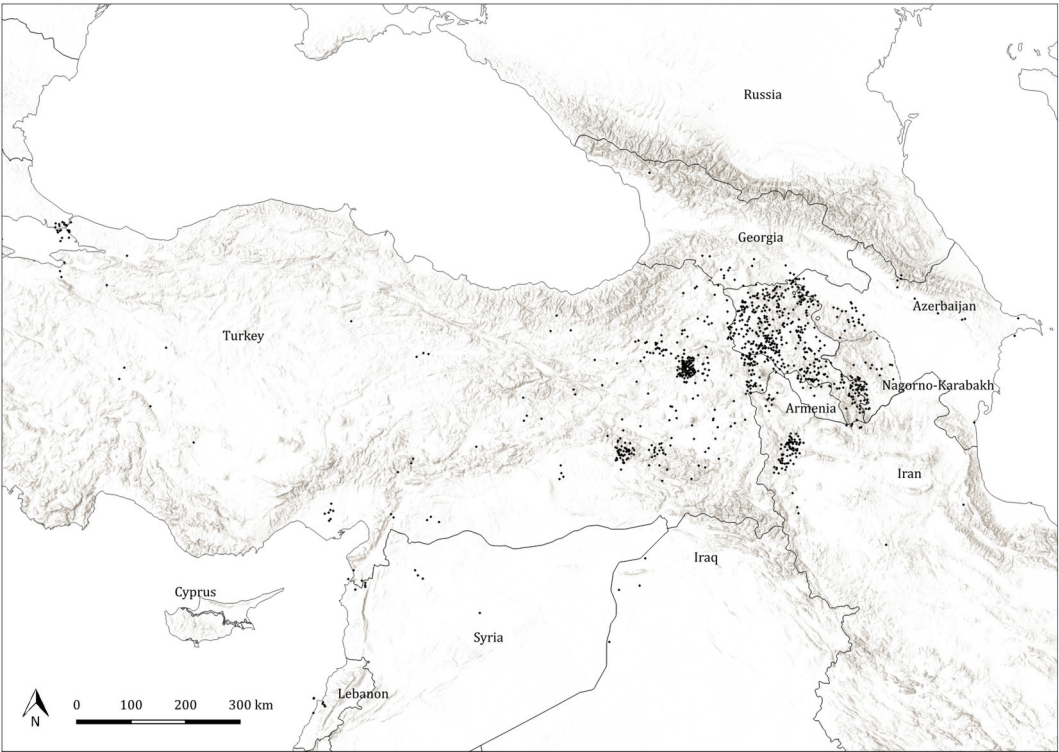 Russia
Georgia
Azerbaijan
Turkey
Nagorno-Karabakh
Armenia
Iran
Iraq
Cyprus
Syria
Lebanon
N
0 100 200 300 km